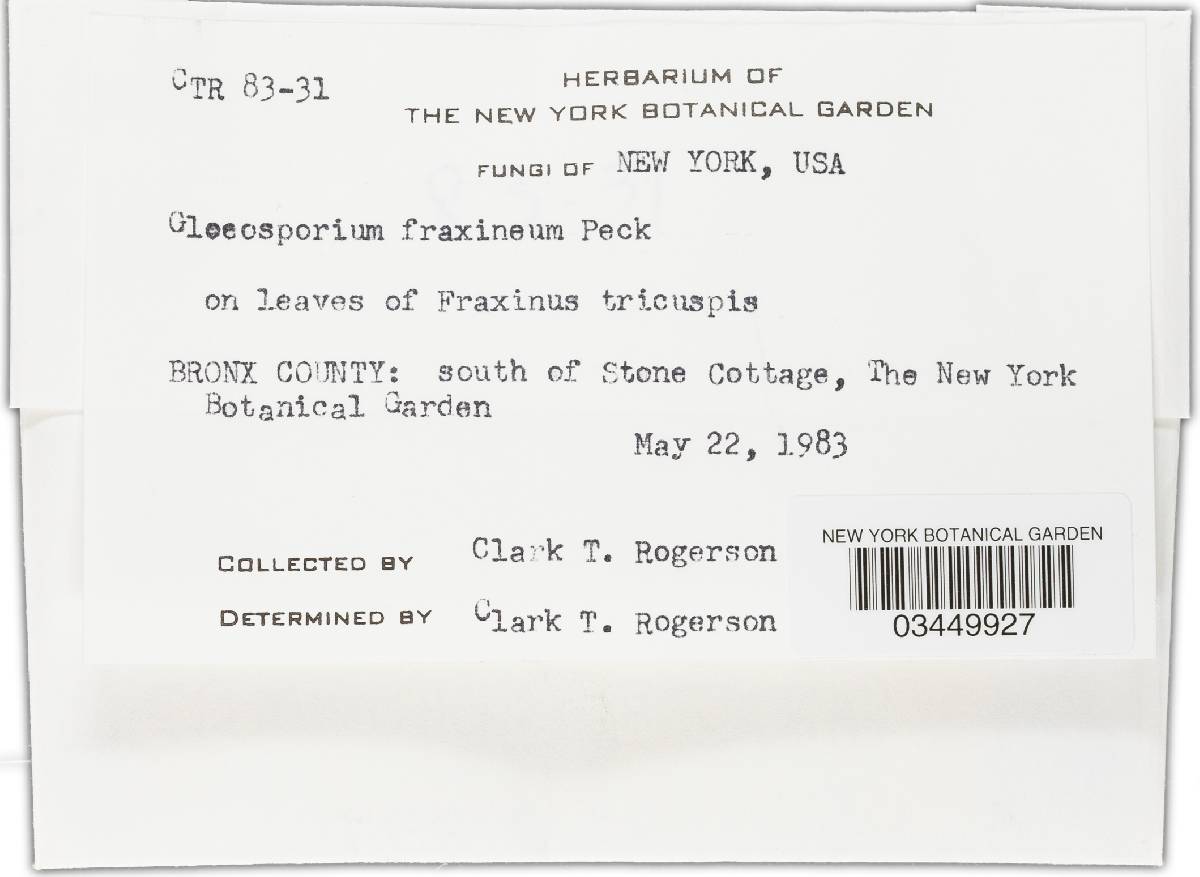 CTR 83-31
HERBARIUM OF
THE NEW YORK BOTANICAL GARDEN
FUNGI OF NEW YORK, USA
Gloeosporium fraxineum Peck
on leaves of Fraxinus tricuspis
BRONX COUNTY: south of Stone Cottage, The New York
Botanical Garden
May 22, 1983
COLLECTED BY Clark T. Rogerson
DETERMINED BY Clark T. Rogerson
NEW YORK BOTANICAL GARDEN
03449927